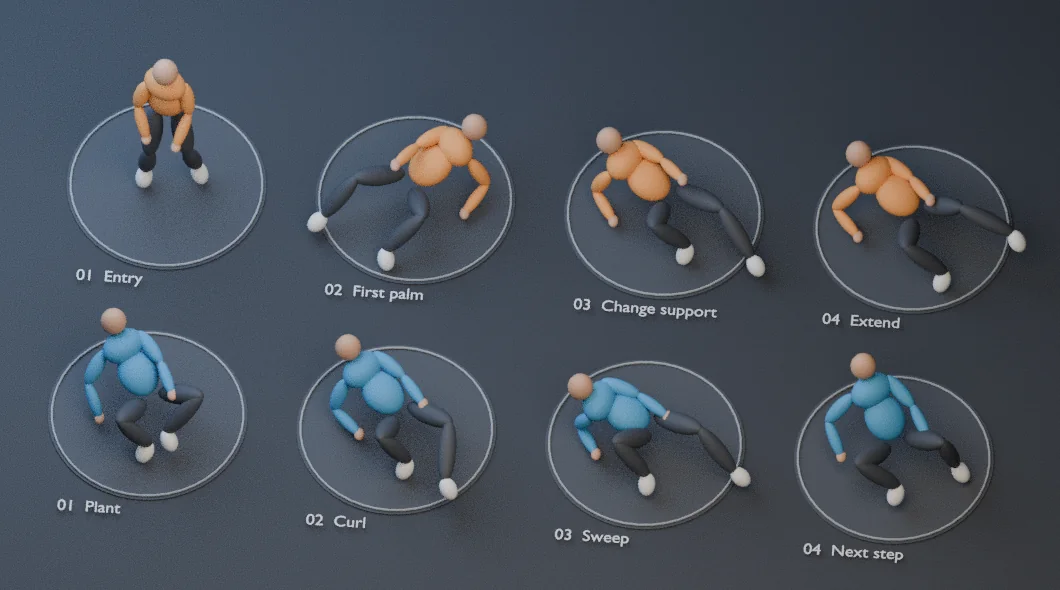 01 Entry
02 First palm
03 Change support
04 Extend
01 Plant
02 Curl
03 Sweep
04 Next step